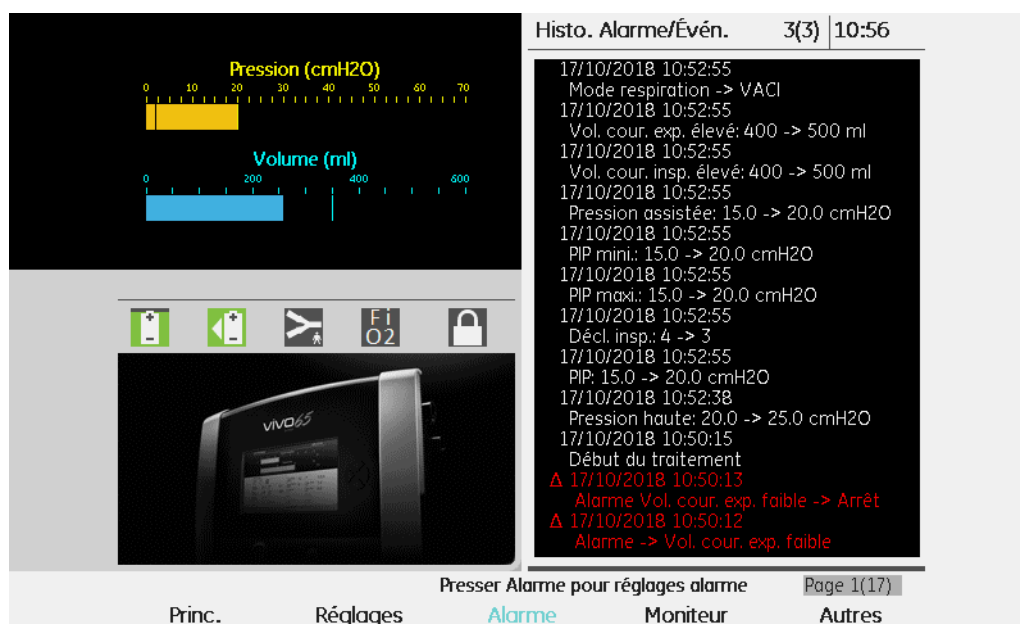 Histo. Alarme/Évén. 3(3) 10:56
Pression (cmH2O)
0 10 20 30 40 50 60 70
Volume (ml)
0 200 400 600
Fi
O2
vivo65
17/10/2018 10:52:55
Mode respiration -> VACI
17/10/2018 10:52:55
Vol. cour. exp. élevé: 400 -> 500 ml
17/10/2018 10:52:55
Vol. cour. insp. élevé: 400 -> 500 ml
17/10/2018 10:52:55
Pression assistée: 15.0 -> 20.0 cmH2O
17/10/2018 10:52:55
PIP mini.: 15.0 -> 20.0 cmH2O
17/10/2018 10:52:55
PIP maxi.: 15.0 -> 20.0 cmH2O
17/10/2018 10:52:55
Décl. insp.: 4 -> 3
17/10/2018 10:52:55
PIP: 15.0 -> 20.0 cmH2O
17/10/2018 10:52:38
Pression haute: 20.0 -> 25.0 cmH2O
17/10/2018 10:50:15
Début du traitement
Δ 17/10/2018 10:50:13
Alarme Vol. cour. exp. faible -> Arrêt
Δ 17/10/2018 10:50:12
Alarme -> Vol. cour. exp. faible
Presser Alarme pour réglages alarme Page 1(17)
Princ. Réglages Alarme Moniteur Autres